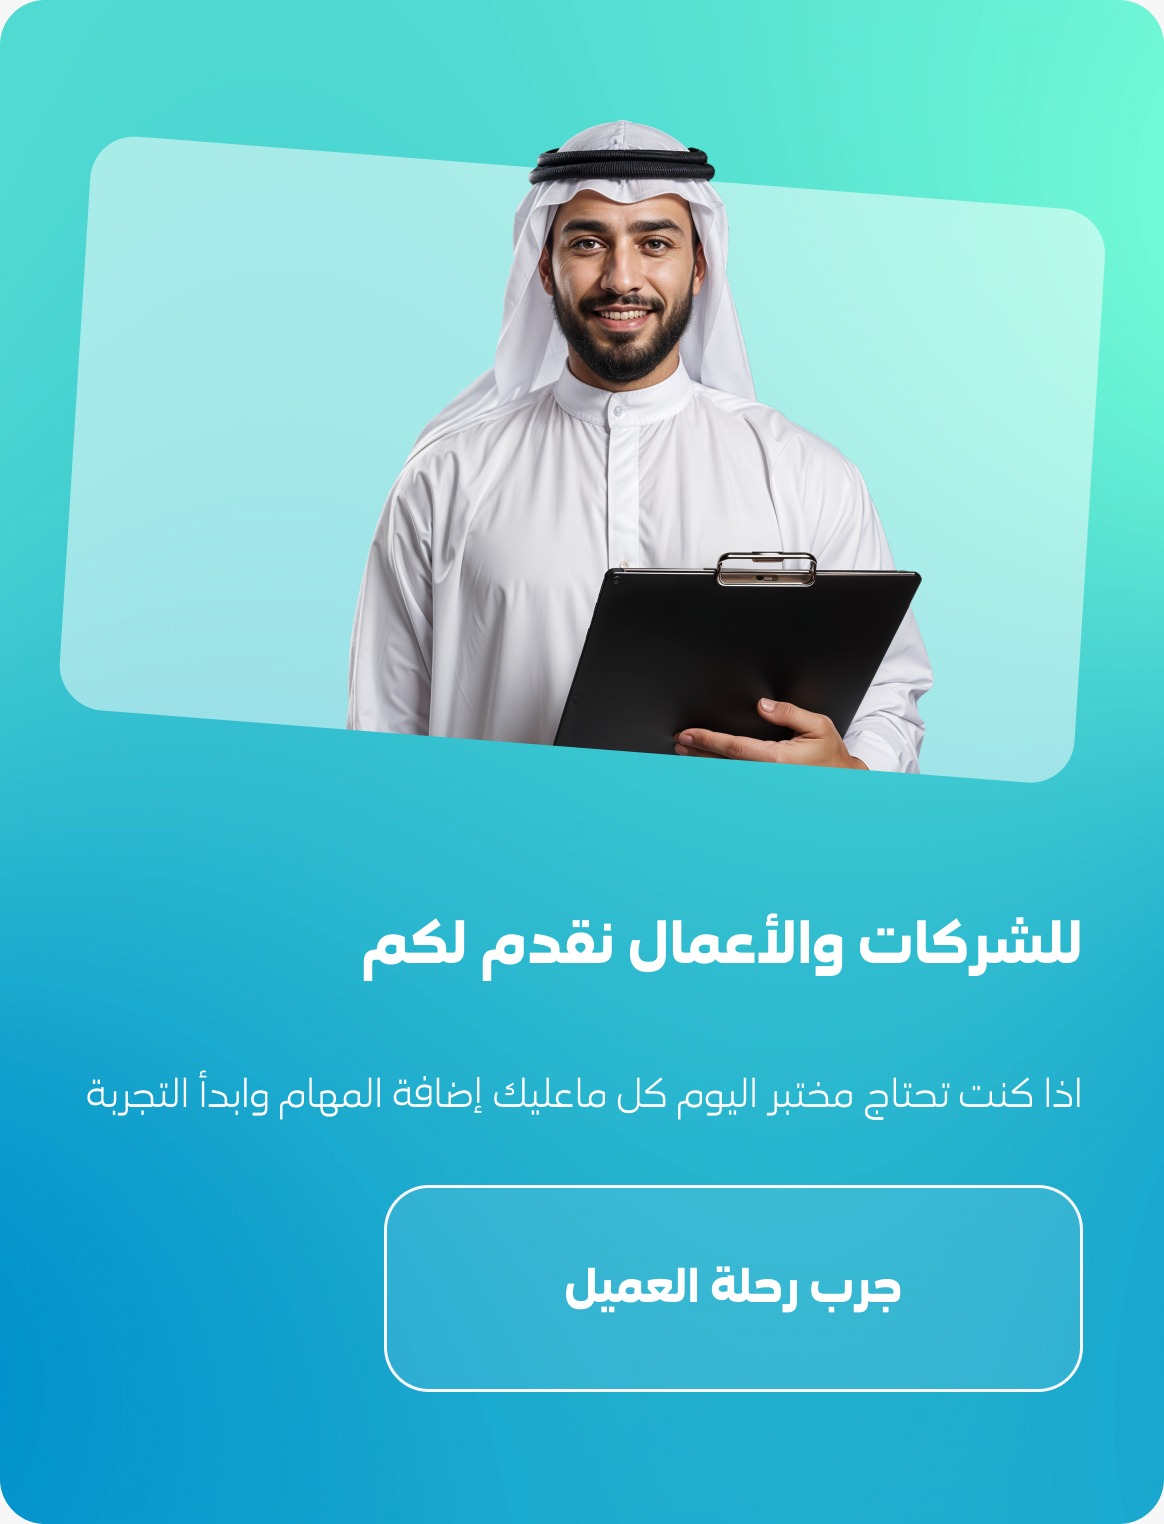 للشركات والأعمال نقدم لكم
اذا كنت تحتاج مختبر اليوم كل ماعليك إضافة المهام وابدأ التجربة
جرب رحلة العميل